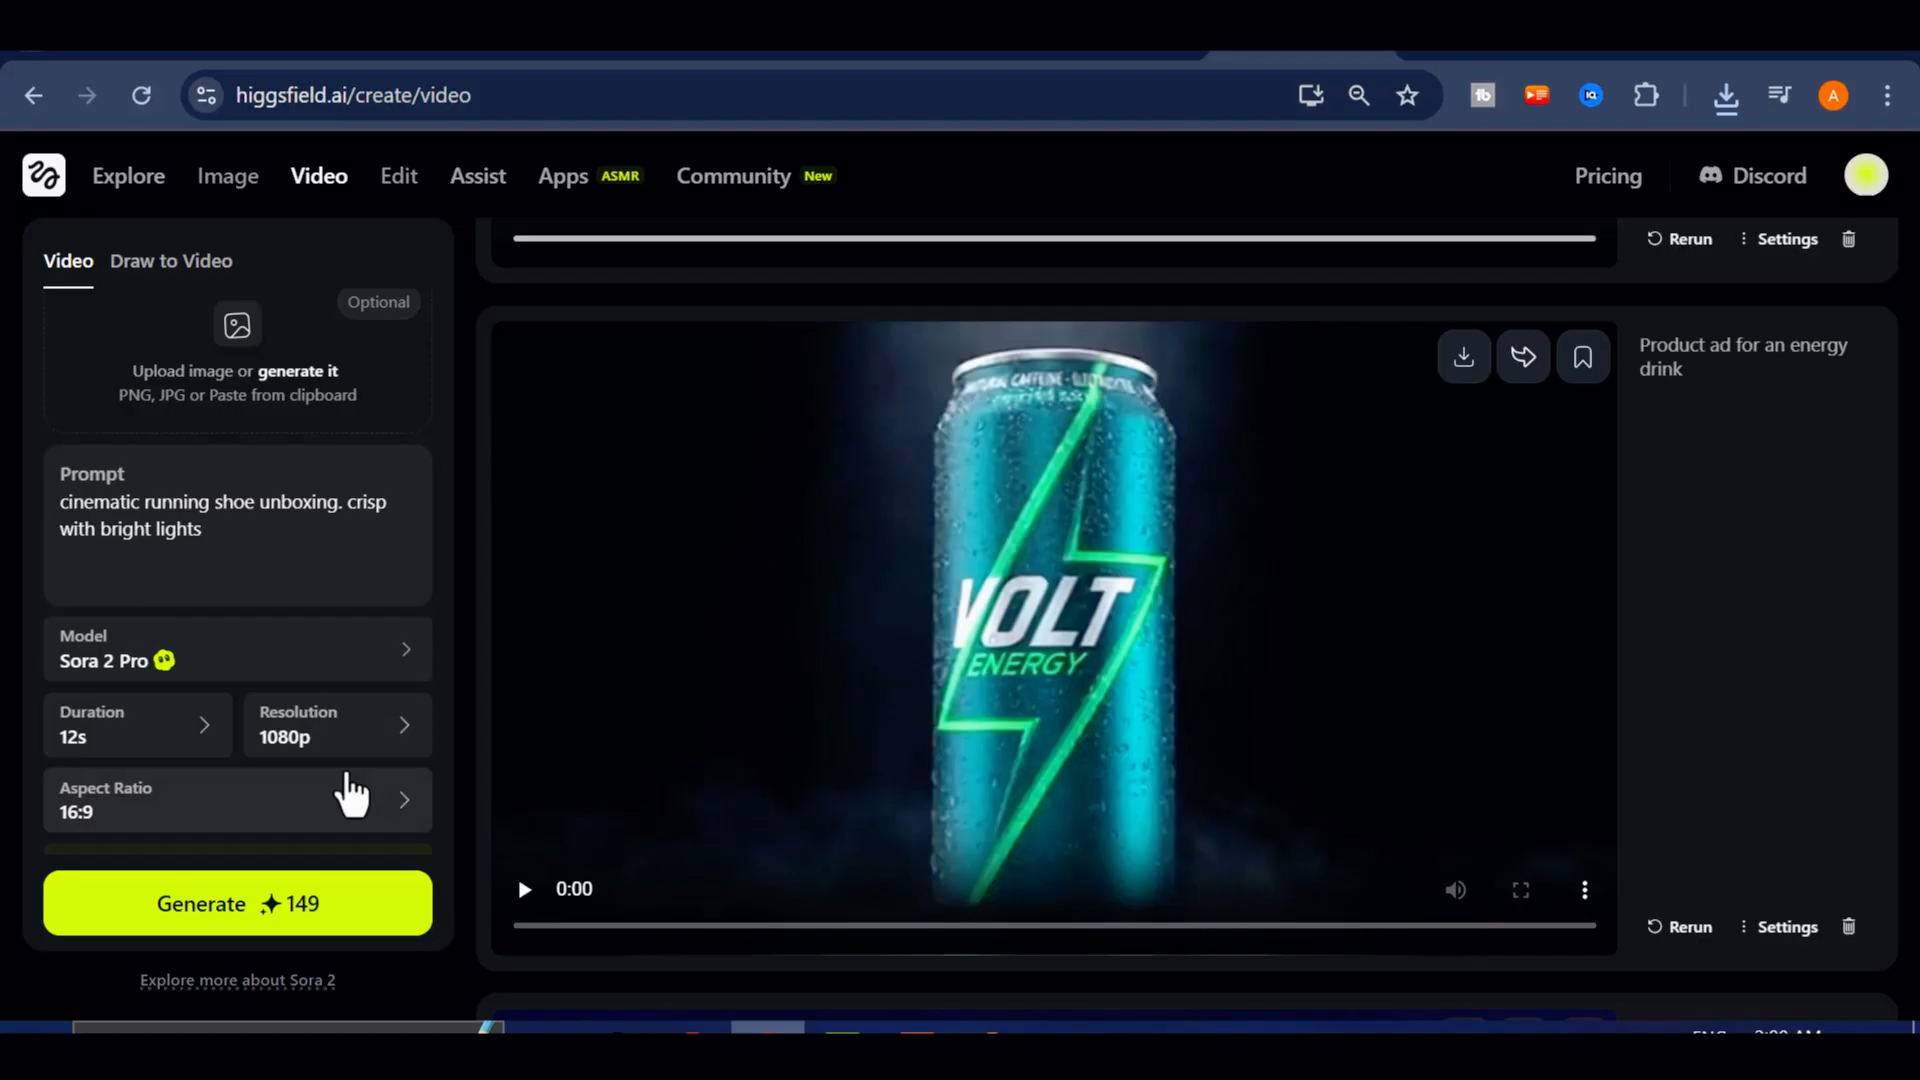 higgsfield.ai/create/video
A
Explore
Image
Video
Edit
Assist
Apps ASMR
Community New
Pricing
Discord
Video
Draw to Video
Optional
Upload image or generate it
PNG, JPG or Paste from clipboard
Prompt
cinematic running shoe unboxing. crisp
with bright lights
Model
Sora 2 Pro
Duration
12s
Resolution
1080p
Aspect Ratio
16:9
Generate 149
Explore more about Sora 2
Rerun
Settings
VOLT
ENERGY
0:00
Product ad for an energy
drink
Rerun
Settings